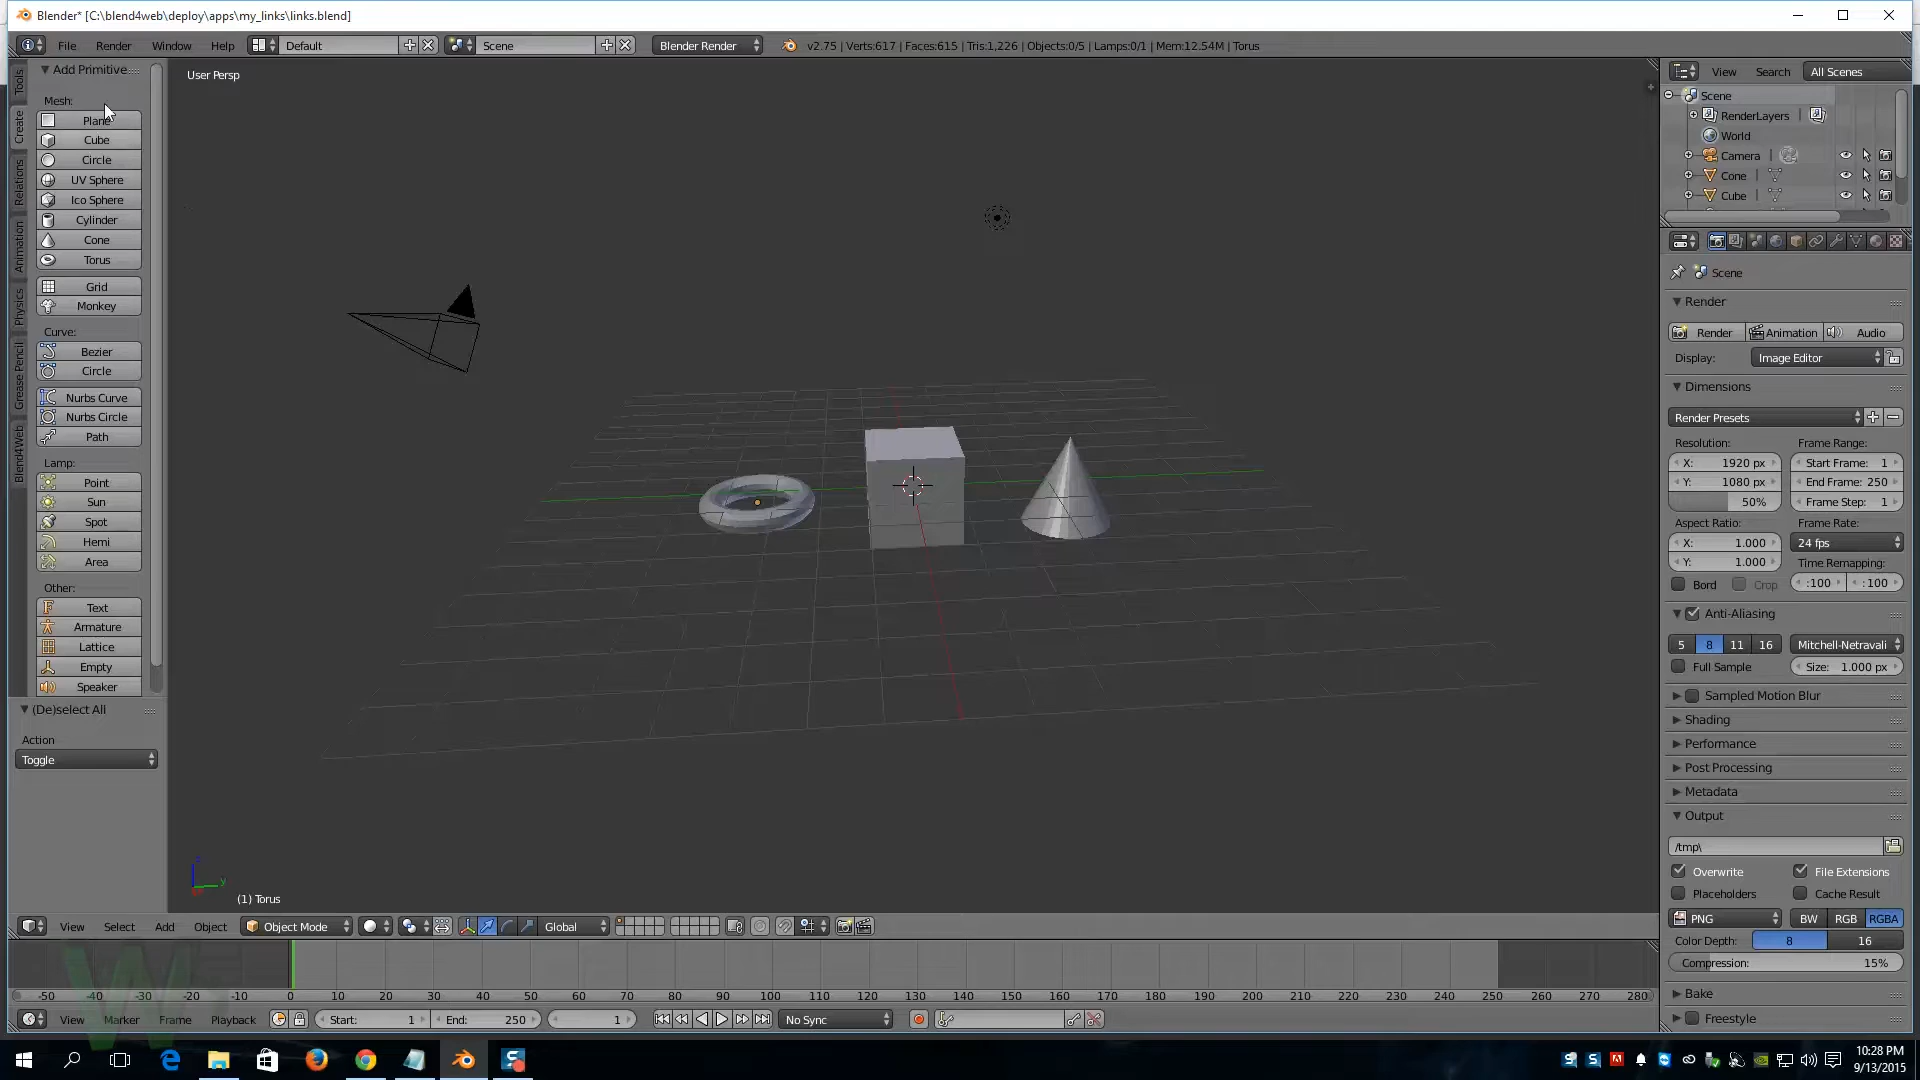 Blender* [C:\blend4web\deploy\apps\my_links\links.blend]
File Render Window Help Default Scene Blender Render v2.75 | Verts:617 | Faces:615 | Tris:1,226 | Objects:0/5 | Lamps:0/1 | Mem:12.54M | Torus
Tools
Create
Relations
Animation
Physics
Grease Pencil
Blend4Web
Add Primitive
Mesh:
Plane
Cube
Circle
UV Sphere
Ico Sphere
Cylinder
Cone
Torus
Grid
Monkey
Curve:
Bezier
Circle
Nurbs Curve
Nurbs Circle
Path
Lamp:
Point
Sun
Spot
Hemi
Area
Other:
Text
Armature
Lattice
Empty
Speaker
(De)select All
Action
Toggle
User Persp
z
y
(1) Torus
View Select Add Object Object Mode Global
-50 -40 -30 -20 -10 0 10 20 30 40 50 60 70 80 90 100 110 120 130 140 150 160 170 180 190 200 210 220 230 240 250 260 270 280
View Marker Frame Playback Start: 1 End: 250 1 No Sync
View Search All Scenes
Scene
RenderLayers
World
Camera
Cone
Cube
Scene
Render
Render Animation Audio
Display: Image Editor
Dimensions
Render Presets
Resolution: Frame Range:
X: 1920 px Start Frame: 1
Y: 1080 px End Frame: 250
50% Frame Step: 1
Aspect Ratio: Frame Rate:
X: 1.000 24 fps
Y: 1.000 Time Remapping:
Bord Crop :100 :100
Anti-Aliasing
5 8 11 16 Mitchell-Netravali
Full Sample Size: 1.000 px
Sampled Motion Blur
Shading
Performance
Post Processing
Metadata
Output
/tmp\
Overwrite File Extensions
Placeholders Cache Result
PNG BW RGB RGBA
Color Depth: 8 16
Compression: 15%
Bake
Freestyle
10:28 PM
9/13/2015